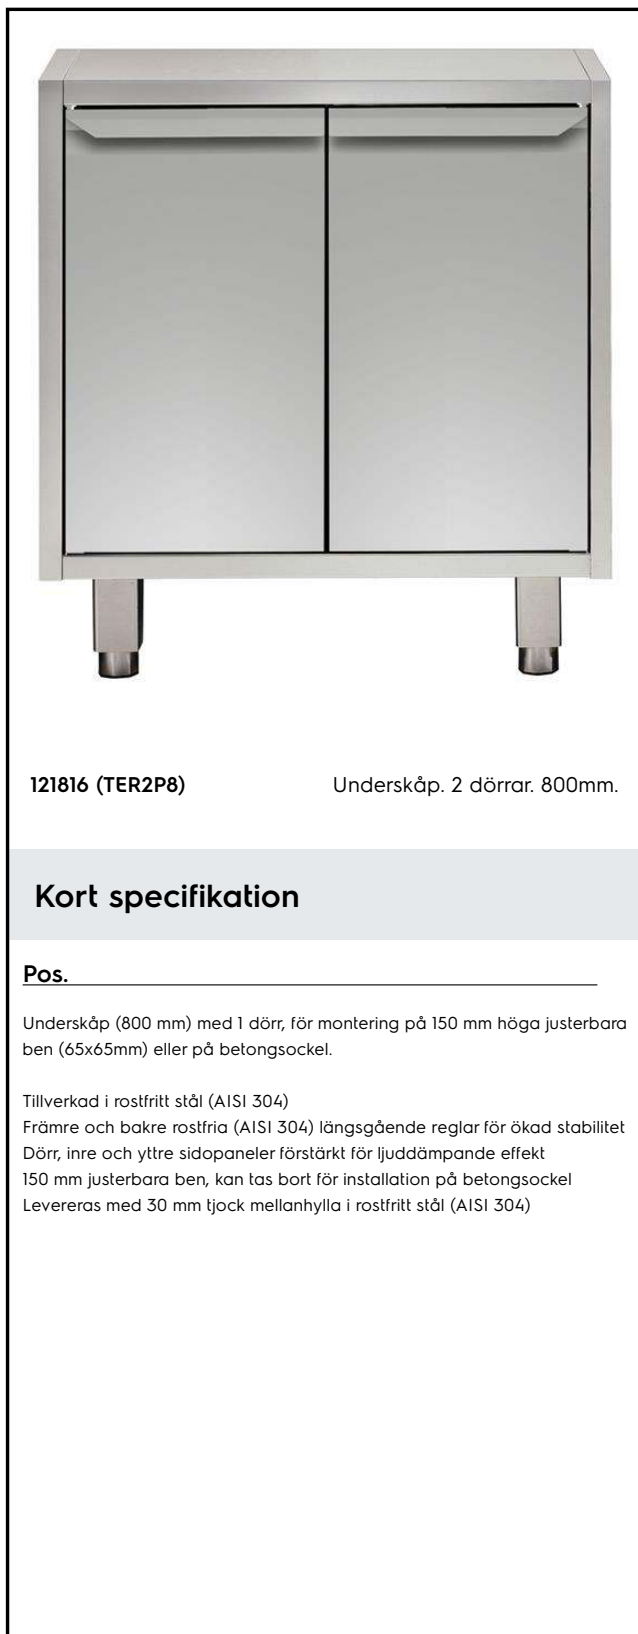 121816 (TER2P8) Underskåp. 2 dörrar. 800mm.
Kort specifikation
Pos.
Underskåp (800 mm) med 1 dörr, för montering på 150 mm höga justerbara
ben (65x65mm) eller på betongsockel.
Tillverkad i rostfritt stål (AISI 304)
Främre och bakre rostfria (AISI 304) längsgående reglar för ökad stabilitet
Dörr, inre och yttre sidopaneler förstärkt för ljuddämpande effekt
150 mm justerbara ben, kan tas bort för installation på betongsockel
Levereras med 30 mm tjock mellanhylla i rostfritt stål (AISI 304)